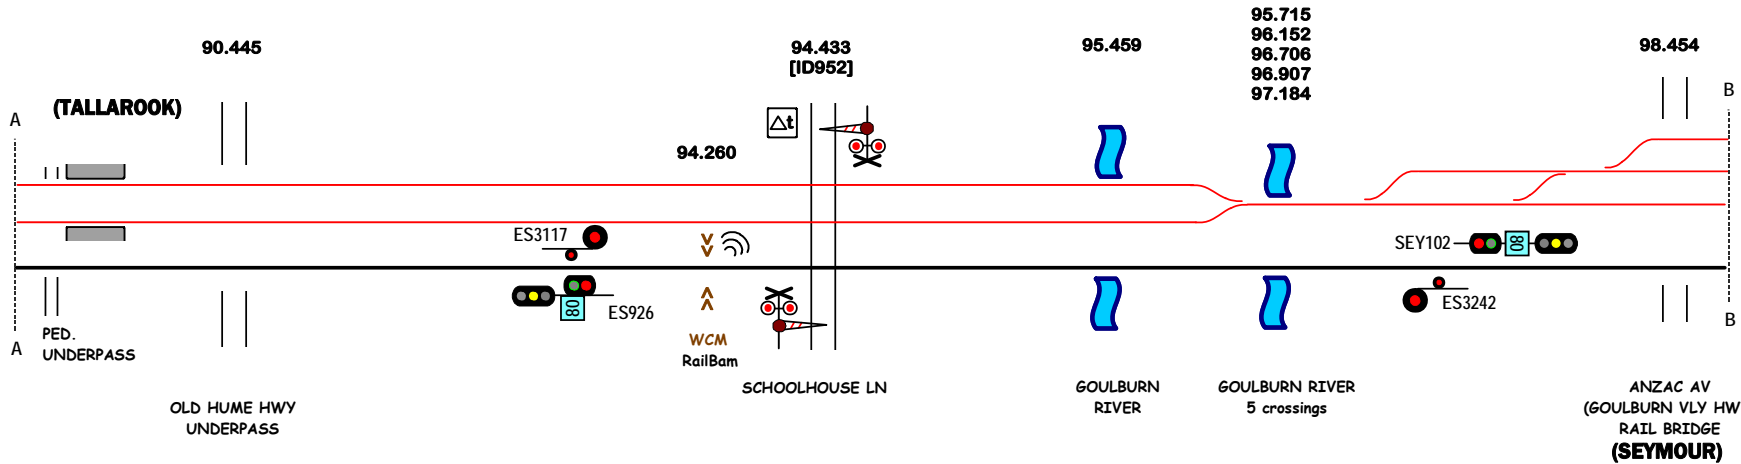 95.715
90.445
94.433
95.459
96.152
98.454
[ID952]
96.706
96.907
97.184
(TALLAROOK)
A
B
Δt
94.260
ES3117
SEY102
80
ES926
80
ES3242
A
PED.
UNDERPASS
B
WCM
RailBam
SCHOOLHOUSE LN
GOULBURN
RIVER
GOULBURN RIVER
5 crossings
ANZAC AV
(GOULBURN VLY HW
RAIL BRIDGE
(SEYMOUR)
OLD HUME HWY
UNDERPASS